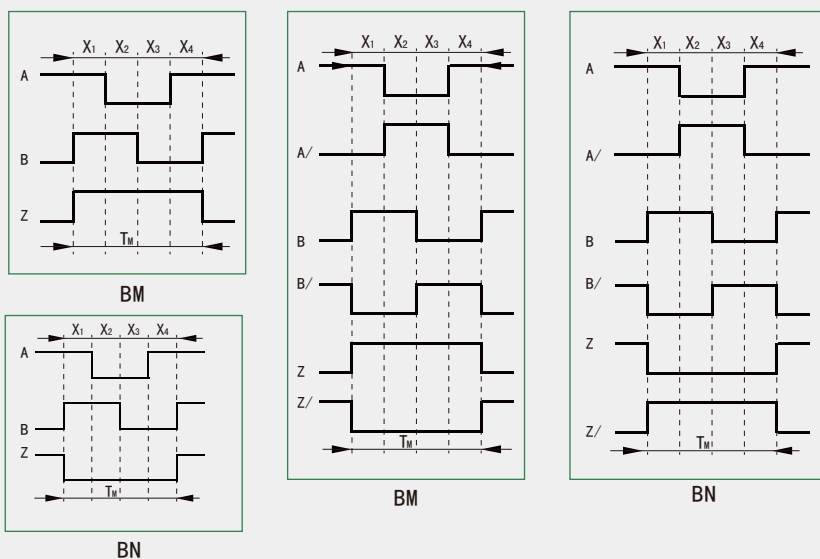 X1 X2 X3 X4
A
B
Z
TM
BM
X1 X2 X3 X4
A
B
Z
TM
BN
X1 X2 X3 X4
A
A/
B
B/
Z
Z/
TM
BM
X1 X2 X3 X4
A
A/
B
B/
Z
Z/
TM
BN